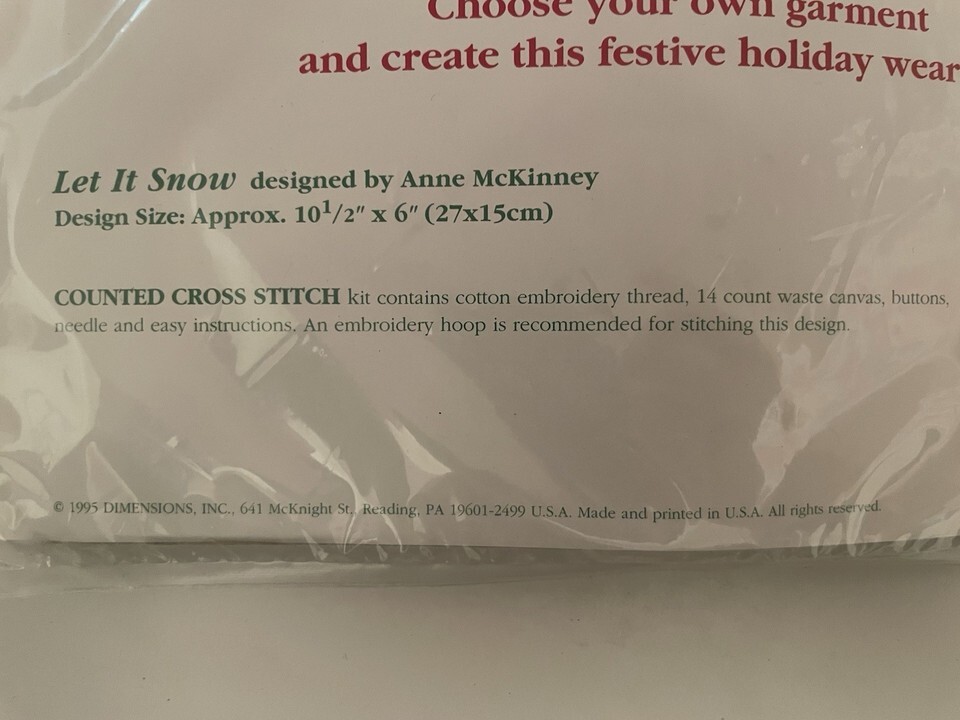 Choose your own garment
and create this festive holiday wear
Let It Snow designed by Anne McKinney
Design Size: Approx. 10 1/2" x 6" (27x15cm)
COUNTED CROSS STITCH kit contains cotton embroidery thread, 14 count waste canvas, buttons,
needle and easy instructions. An embroidery hoop is recommended for stitching this design.
© 1995 DIMENSIONS, INC., 641 McKnight St., Reading, PA 19601-2499 U.S.A. Made and printed in U.S.A. All rights reserved.